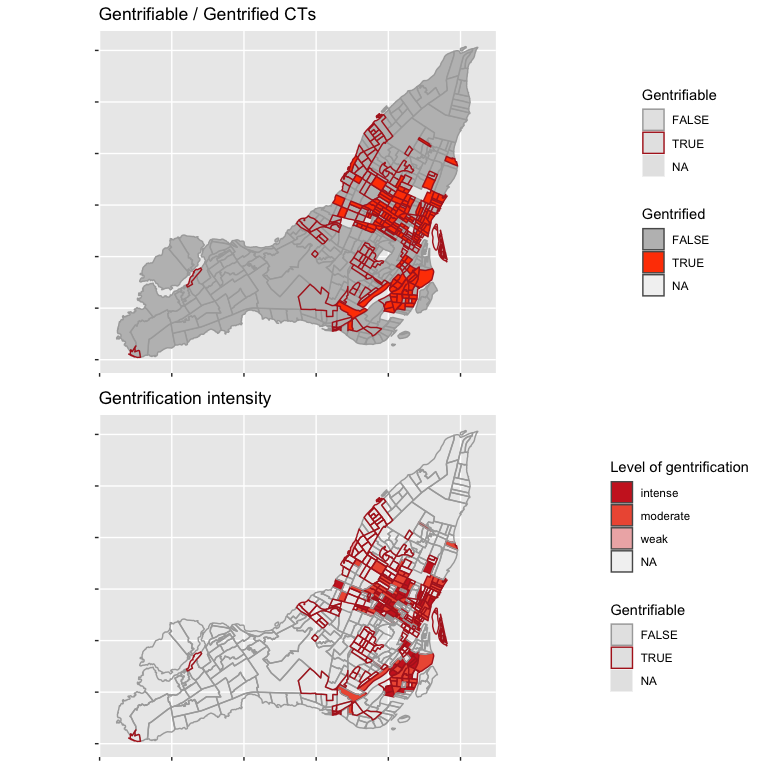 Gentrifiable / Gentrified CTs
Gentrifiable
FALSE
TRUE
NA
Gentrified
FALSE
TRUE
NA
Gentrification intensity
Level of gentrification
intense
moderate
weak
NA
Gentrifiable
FALSE
TRUE
NA